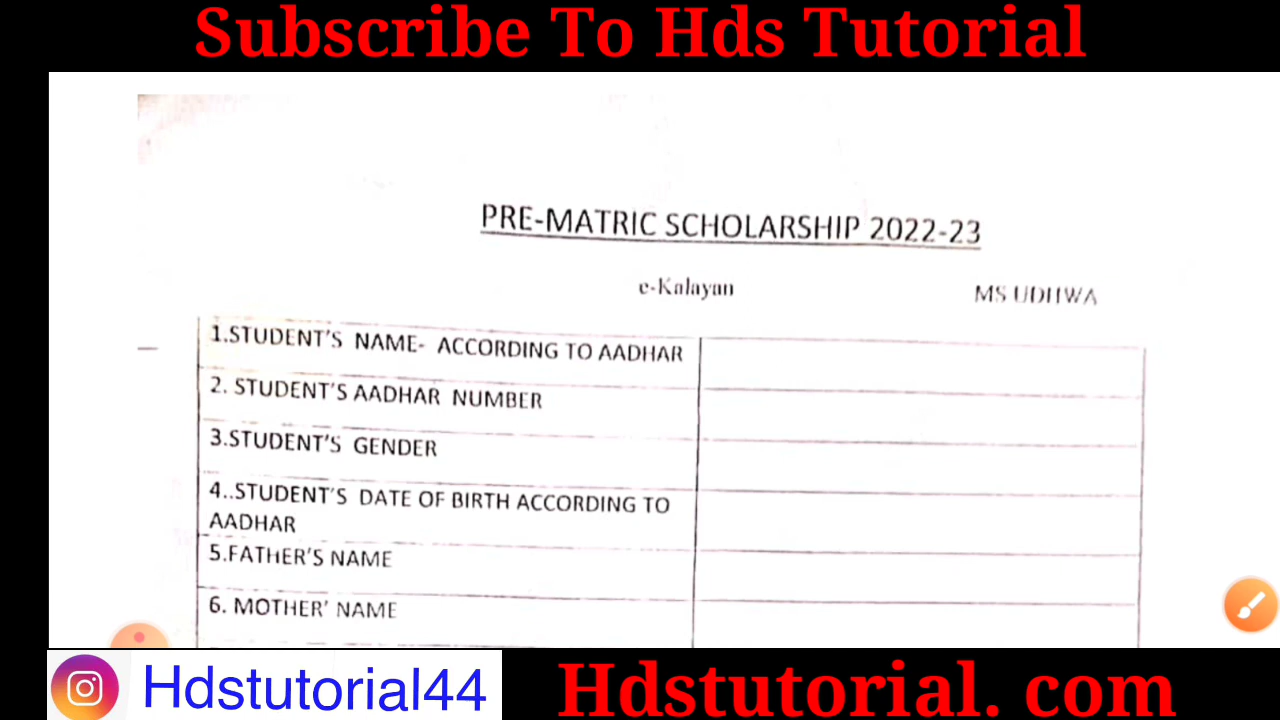 Subscribe To Hds Tutorial
PRE-MATRIC SCHOLARSHIP 2022-23
e-Kalayan
MS UDHWA
1.STUDENT'S NAME- ACCORDING TO AADHAR
2. STUDENT'S AADHAR NUMBER
3.STUDENT'S GENDER
4..STUDENT'S DATE OF BIRTH ACCORDING TO
AADHAR
5.FATHER'S NAME
6. MOTHER' NAME
Hdstutorial44
Hdstutorial. com